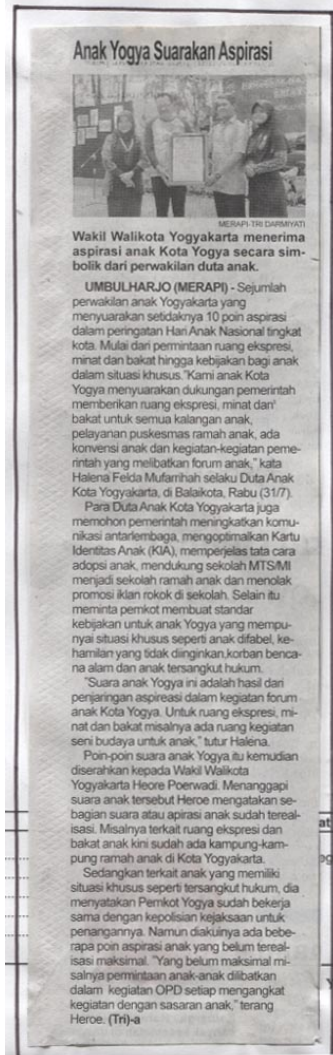 Anak Yogya Suarakan Aspirasi
MERAPI-TRI DARMIYATI
Wakil Walikota Yogyakarta menerima
aspirasi anak Kota Yogya secara sim-
bolik dari perwakilan duta anak.
UMBULHARJO (MERAPI) - Sejumlah
perwakilan anak Yogyakarta yang
menyuarakan setidaknya 10 poin aspirasi
dalam peringatan Hari Anak Nasional tingkat
kota. Mulai dari permintaan ruang ekspresi,
minat dan bakat hingga kebijakan bagi anak
dalam situasi khusus."Kami anak Kota
Yogya menyuarakan dukungan pemerintah
memberikan ruang ekspresi, minat dan
bakat untuk semua kalangan anak,
pelayanan puskesmas ramah anak, ada
konvensi anak dan kegiatan-kegiatan peme-
rintah yang melibatkan forum anak," kata
Halena Felda Mufarrihah selaku Duta Anak
Kota Yogyakarta, di Balaikota, Rabu (31/7).
Para Duta Anak Kota Yogyakarta juga
memohon pemerintah meningkatkan komu-
nikasi antarlembaga, mengoptimalkan Kartu
Identitas Anak (KIA), memperjelas tata cara
adopsi anak, mendukung sekolah MTS/MI
menjadi sekolah ramah anak dan menolak
promosi iklan rokok di sekolah. Selain itu
meminta pemkot membuat standar
kebijakan untuk anak Yogya yang mempu-
nyai situasi khusus seperti anak difabel, ke-
hamilan yang tidak diinginkan,korban benca-
na alam dan anak tersangkut hukum.
"Suara anak Yogya ini adalah hasil dari
penjaringan aspireasi dalam kegiatan forum
anak Kota Yogya. Untuk ruang ekspresi, mi-
nat dan bakat misalnya ada ruang kegiatan
seni budaya untuk anak," tutur Halena.
Poin-poin suara anak Yogya itu kemudian
diserahkan kepada Wakil Walikota
Yogyakarta Heore Poerwadi. Menanggapi
suara anak tersebut Heroe mengatakan se-
bagian suara atau apirasi anak sudah tereal-
isasi. Misalnya terkait ruang ekspresi dan
bakat anak kini sudah ada kampung-kam-
pung ramah anak di Kota Yogyakarta.
Sedangkan terkait anak yang memiliki
situasi khusus seperti tersangkut hukum, dia
menyatakan Pemkot Yogya sudah bekerja
sama dengan kepolisian kejaksaan untuk
penangannya. Namun diakuinya ada bebe-
rapa poin aspirasi anak yang belum tereal-
isasi maksimal. "Yang belum maksimal mi-
salnya permintaan anak-anak dilibatkan
dalam kegiatan OPD setiap mengangkat
kegiatan dengan sasaran anak," terang
Heroe. (Tri)-a